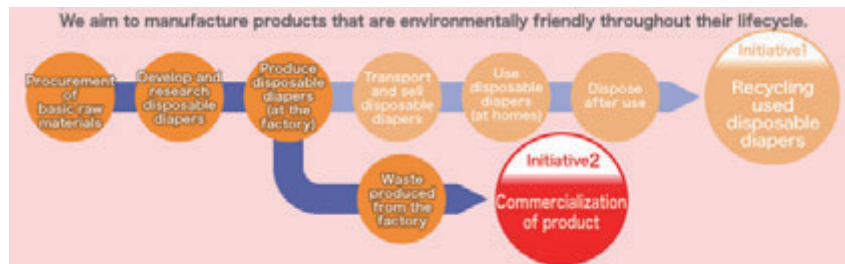 We aim to manufacture products that are environmentally friendly throughout their lifecycle.
Procurement
of
basic raw
materials
Develop and
research
disposable
diapers
Produce
disposable
diapers
(at the
factory)
Transport
and sell
disposable
diapers
Use
disposable
diapers
(at homes)
Dispose
after use
Initiative1
Recycling
used
disposable
diapers
Waste
produced
from the
factory
Initiative2
Commercialization
of product